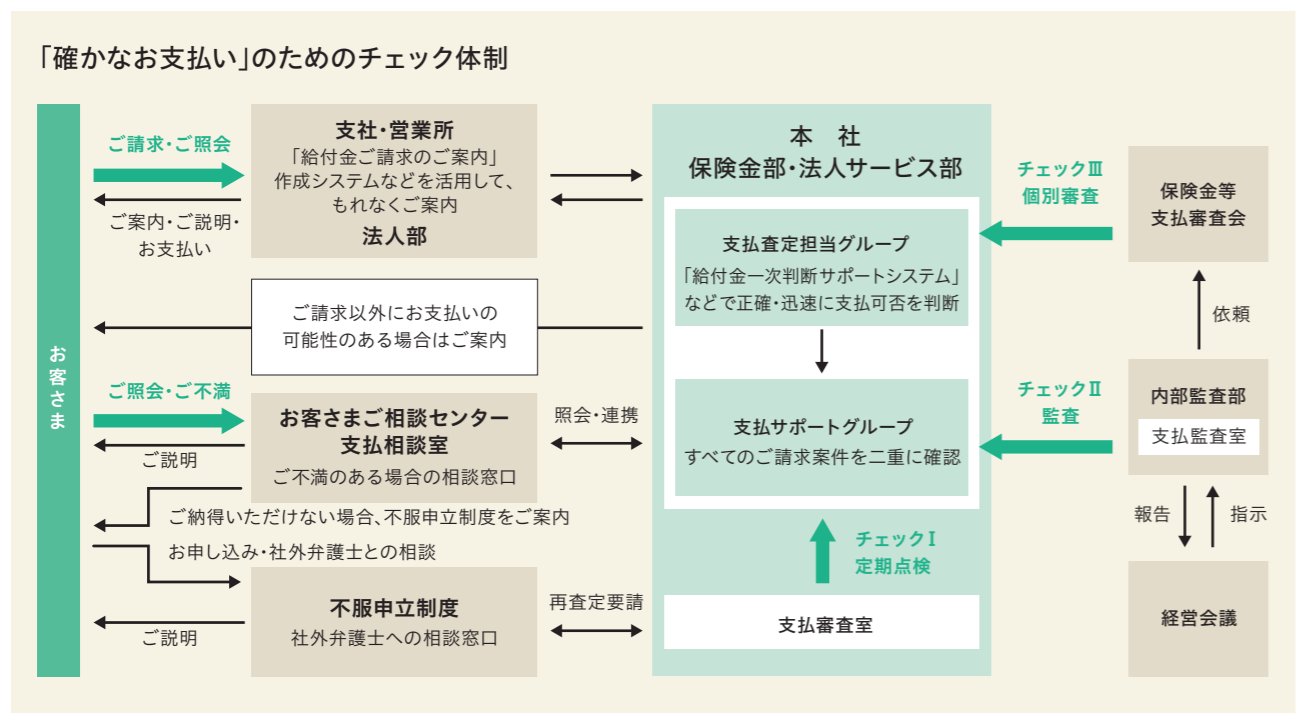 「確かなお支払い」のためのチェック体制
お客さま
ご請求・ご照会
ご案内・ご説明・
お支払い
支社・営業所
「給付金ご請求のご案内」
作成システムなどを活用して、
もれなくご案内
法人部
ご請求以外にお支払いの
可能性のある場合はご案内
ご照会・ご不満
ご説明
お客さまご相談センター
支払相談室
ご不満のある場合の相談窓口
照会・連携
ご納得いただけない場合、不服申立制度をご案内
お申し込み・社外弁護士との相談
ご説明
不服申立制度
社外弁護士への相談窓口
再査定要請
本 社
保険金部・法人サービス部
支払査定担当グループ
「給付金一次判断サポートシステム」
などで正確・迅速に支払可否を判断
支払サポートグループ
すべてのご請求案件を二重に確認
チェックⅠ
定期点検
支払審査室
チェックⅢ
個別審査
保険金等
支払審査会
依頼
チェックⅡ
監査
内部監査部
支払監査室
報告
指示
経営会議